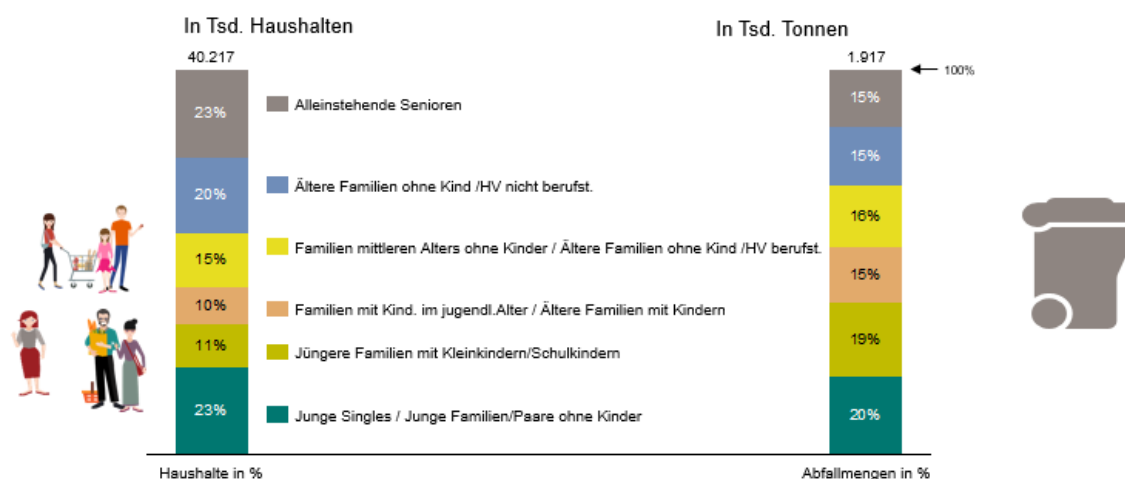 In Tsd. Haushalten
In Tsd. Tonnen
40.217
1.917
100%
23%
Alleinstehende Senioren
15%
20%
Ältere Familien ohne Kind /HV nicht berufst.
15%
15%
Familien mittleren Alters ohne Kinder / Ältere Familien ohne Kind /HV berufst.
16%
10%
Familien mit Kind. im jugendl.Alter / Ältere Familien mit Kindern
15%
11%
Jüngere Familien mit Kleinkindern/Schulkindern
19%
23%
Junge Singles / Junge Familien/Paare ohne Kinder
20%
Haushalte in %
Abfallmengen in %